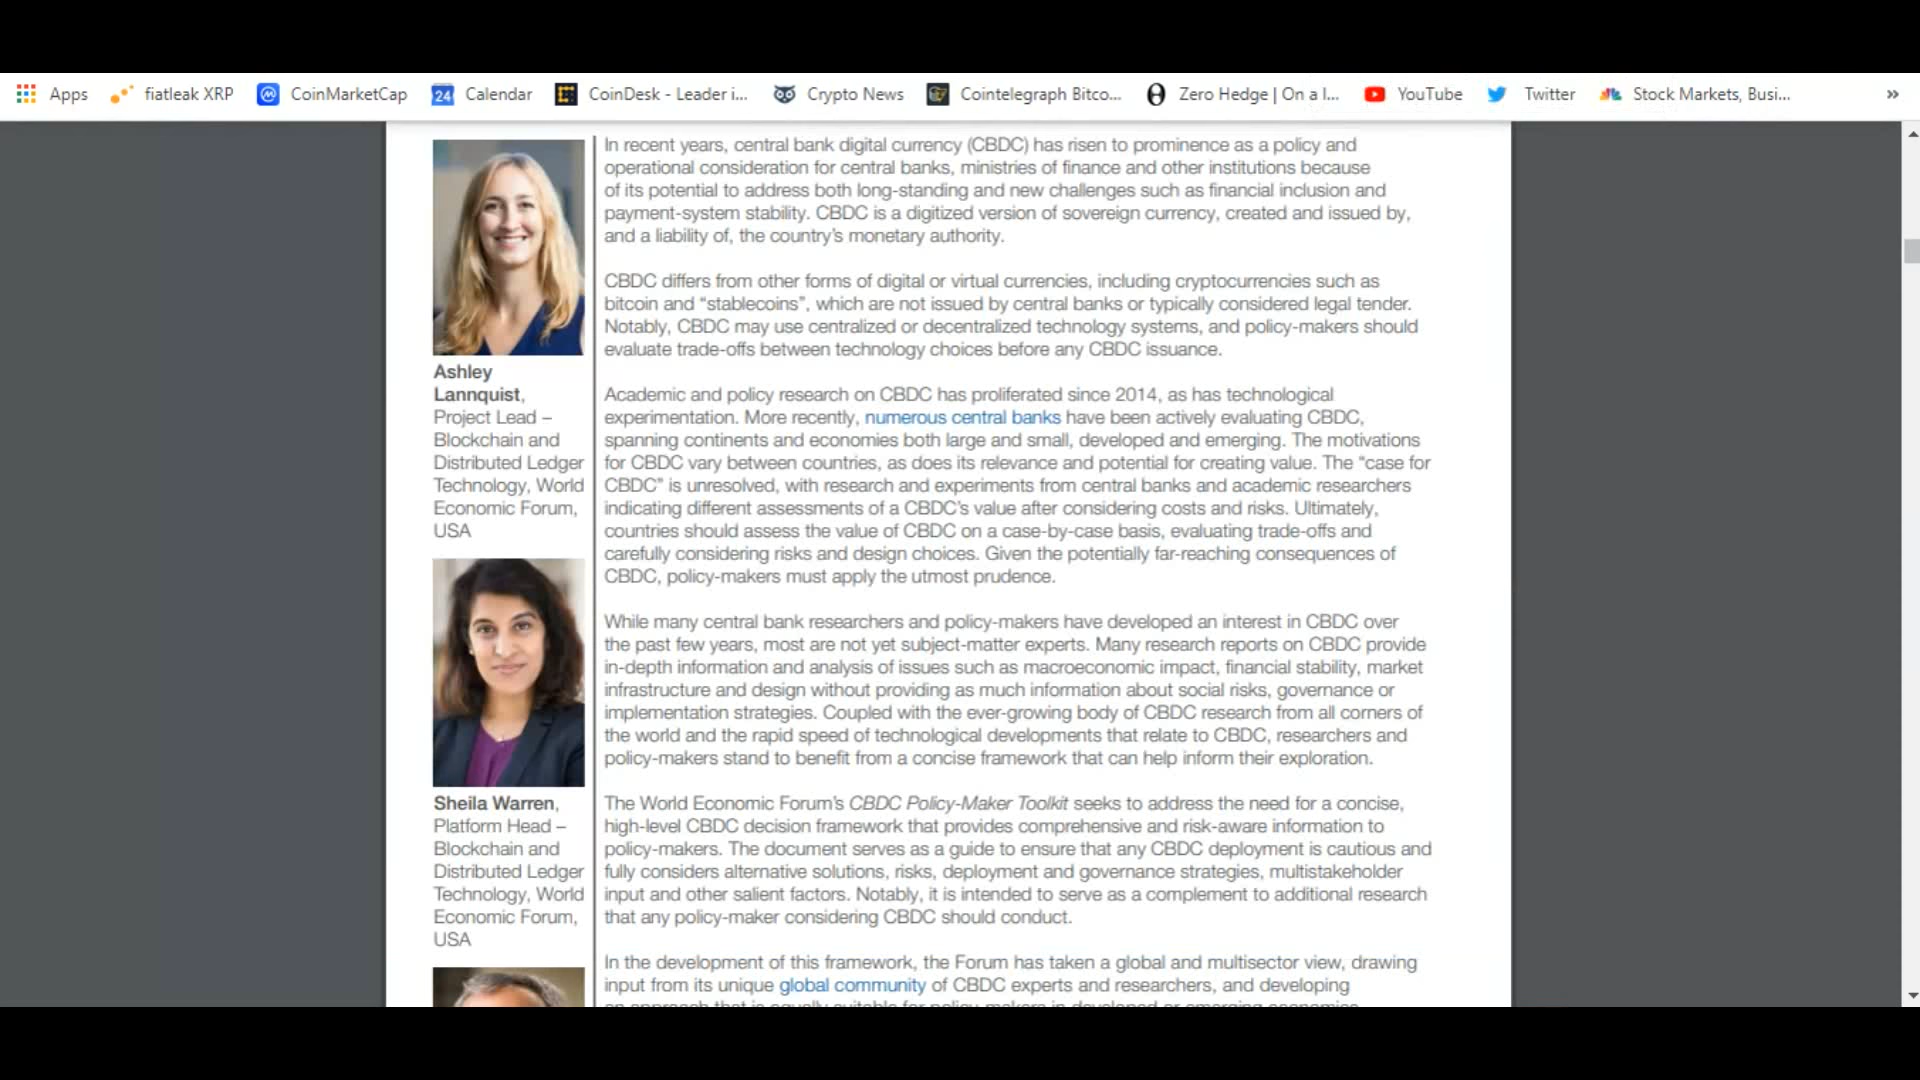 Apps
fiatleak XRP
CoinMarketCap
24
Calendar
CoinDesk - Leader i...
Crypto News
Cointelegraph Bitco...
Zero Hedge | On a l...
YouTube
Twitter
Stock Markets, Busi...
»
Ashley
Lannquist,
Project Lead –
Blockchain and
Distributed Ledger
Technology, World
Economic Forum,
USA
Sheila Warren,
Platform Head –
Blockchain and
Distributed Ledger
Technology, World
Economic Forum,
USA
In recent years, central bank digital currency (CBDC) has risen to prominence as a policy and
operational consideration for central banks, ministries of finance and other institutions because
of its potential to address both long-standing and new challenges such as financial inclusion and
payment-system stability. CBDC is a digitized version of sovereign currency, created and issued by,
and a liability of, the country's monetary authority.
CBDC differs from other forms of digital or virtual currencies, including cryptocurrencies such as
bitcoin and “stablecoins”, which are not issued by central banks or typically considered legal tender.
Notably, CBDC may use centralized or decentralized technology systems, and policy-makers should
evaluate trade-offs between technology choices before any CBDC issuance.
Academic and policy research on CBDC has proliferated since 2014, as has technological
experimentation. More recently, numerous central banks have been actively evaluating CBDC,
spanning continents and economies both large and small, developed and emerging. The motivations
for CBDC vary between countries, as does its relevance and potential for creating value. The “case for
CBDC” is unresolved, with research and experiments from central banks and academic researchers
indicating different assessments of a CBDC's value after considering costs and risks. Ultimately,
countries should assess the value of CBDC on a case-by-case basis, evaluating trade-offs and
carefully considering risks and design choices. Given the potentially far-reaching consequences of
CBDC, policy-makers must apply the utmost prudence.
While many central bank researchers and policy-makers have developed an interest in CBDC over
the past few years, most are not yet subject-matter experts. Many research reports on CBDC provide
in-depth information and analysis of issues such as macroeconomic impact, financial stability, market
infrastructure and design without providing as much information about social risks, governance or
implementation strategies. Coupled with the ever-growing body of CBDC research from all corners of
the world and the rapid speed of technological developments that relate to CBDC, researchers and
policy-makers stand to benefit from a concise framework that can help inform their exploration.
The World Economic Forum's CBDC Policy-Maker Toolkit seeks to address the need for a concise,
high-level CBDC decision framework that provides comprehensive and risk-aware information to
policy-makers. The document serves as a guide to ensure that any CBDC deployment is cautious and
fully considers alternative solutions, risks, deployment and governance strategies, multistakeholder
input and other salient factors. Notably, it is intended to serve as a complement to additional research
that any policy-maker considering CBDC should conduct.
In the development of this framework, the Forum has taken a global and multisector view, drawing
input from its unique global community of CBDC experts and researchers, and developing
an approach that is equally suitable for policy-makers in developed or emerging economies.